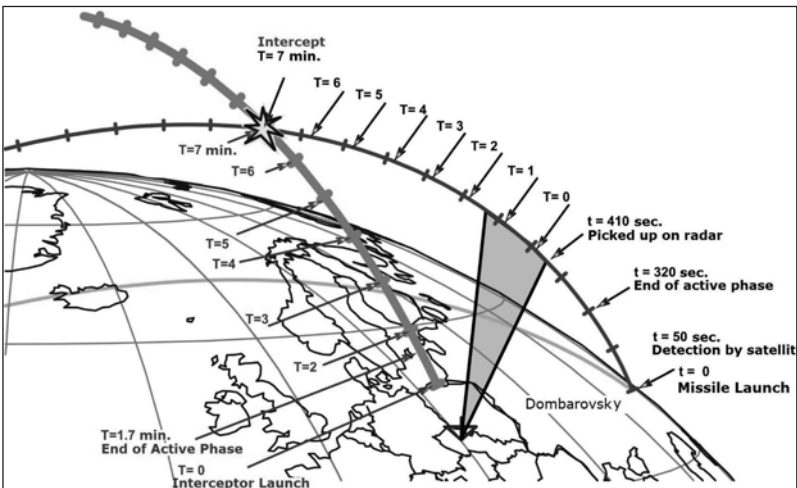 Intercept
T= 7 min.
T= 6
T= 5
T= 4
T= 3
T= 2
T= 1
T= 0
T=7 min.
T=6
T=5
T=4
T=3
T=2
t = 410 sec.
Picked up on radar
t = 320 sec.
End of active phase
t = 50 sec.
Detection by satellit
t = 0
Missile Launch
Dombarovsky
T=1.7 min.
End of Active Phase
T= 0
Interceptor Launch